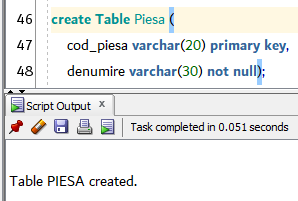 46 create Table Piesa (
47 cod_piesa varchar(20) primary key,
48 denumire varchar(30) not null);
Script Output x
Task completed in 0.051 seconds
Table PIESA created.